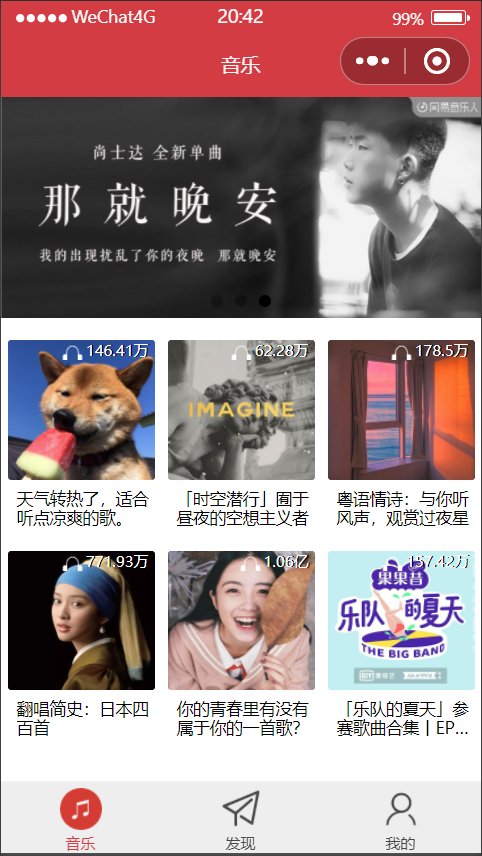 WeChat4G
20:42
99%
音乐
网易音乐人
尚士达 全新单曲
那就晚安
我的出现扰乱了你的夜晚 那就晚安
146.41万
62.28万
178.5万
IMAGINE
天气转热了，适合
听点凉爽的歌。
「时空潜行」囿于
昼夜的空想主义者
粤语情诗：与你听
风声，观赏过夜星
771.93万
1.06亿
157.42万
果果昔
乐队的夏天
THE BIG BAND
翻唱简史：日本四
百首
你的青春里有没有
属于你的一首歌?
「乐队的夏天」参
赛歌曲合集丨EP...
音乐
发现
我的